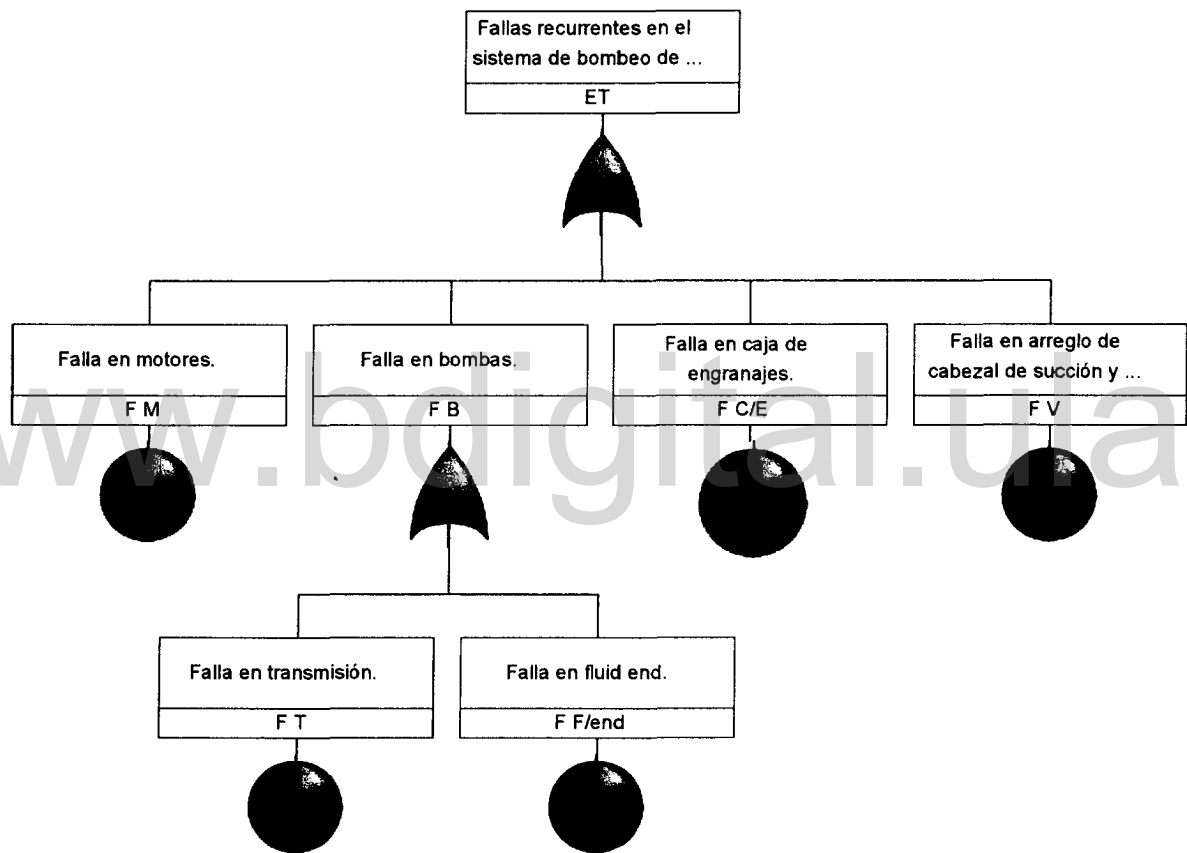 Fallas recurrentes en el
sistema de bombeo de ...
ET
Falla en motores.
F M
Falla en bombas.
F B
Falla en caja de
engranajes.
F C/E
Falla en arreglo de
cabezal de succión y ...
F V
www.bdigital.ula
Falla en transmisión.
F T
Falla en fluid end.
F F/end